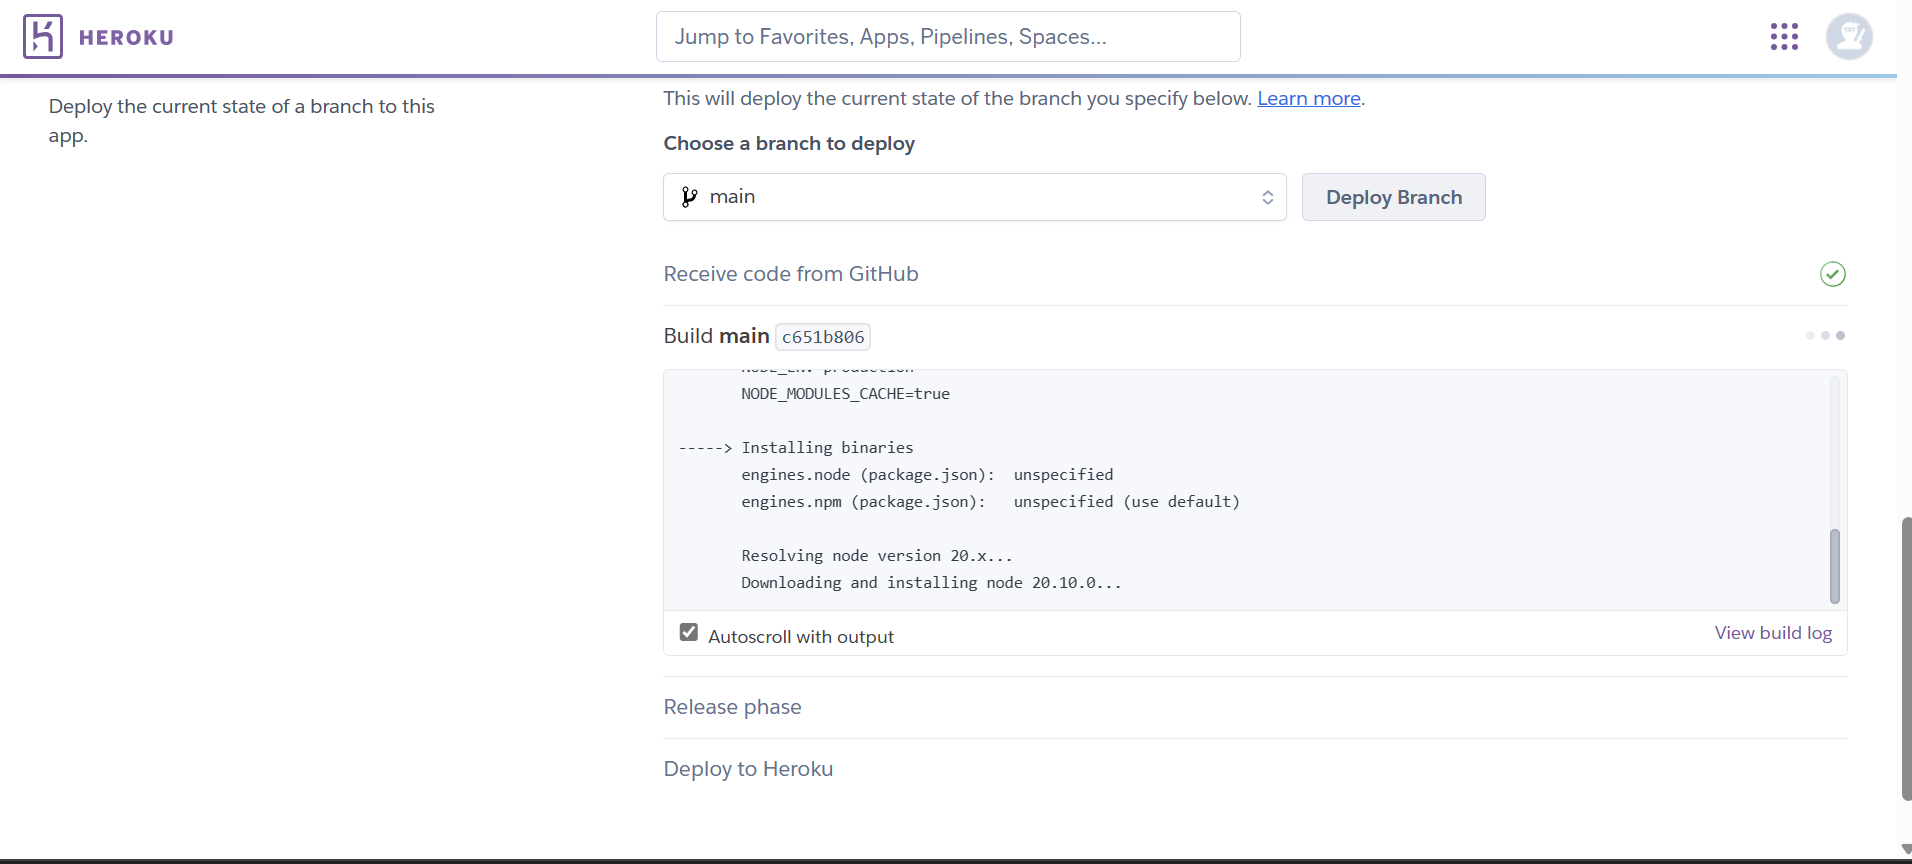 HEROKU
Jump to Favorites, Apps, Pipelines, Spaces...
Deploy the current state of a branch to this
app.
This will deploy the current state of the branch you specify below. Learn more.
Choose a branch to deploy
main
Deploy Branch
Receive code from GitHub
Build main c651b806
NODE_MODULES_CACHE=true
-----> Installing binaries
engines.node (package.json):  unspecified
engines.npm (package.json):   unspecified (use default)
Resolving node version 20.x...
Downloading and installing node 20.10.0...
Autoscroll with output
View build log
Release phase
Deploy to Heroku